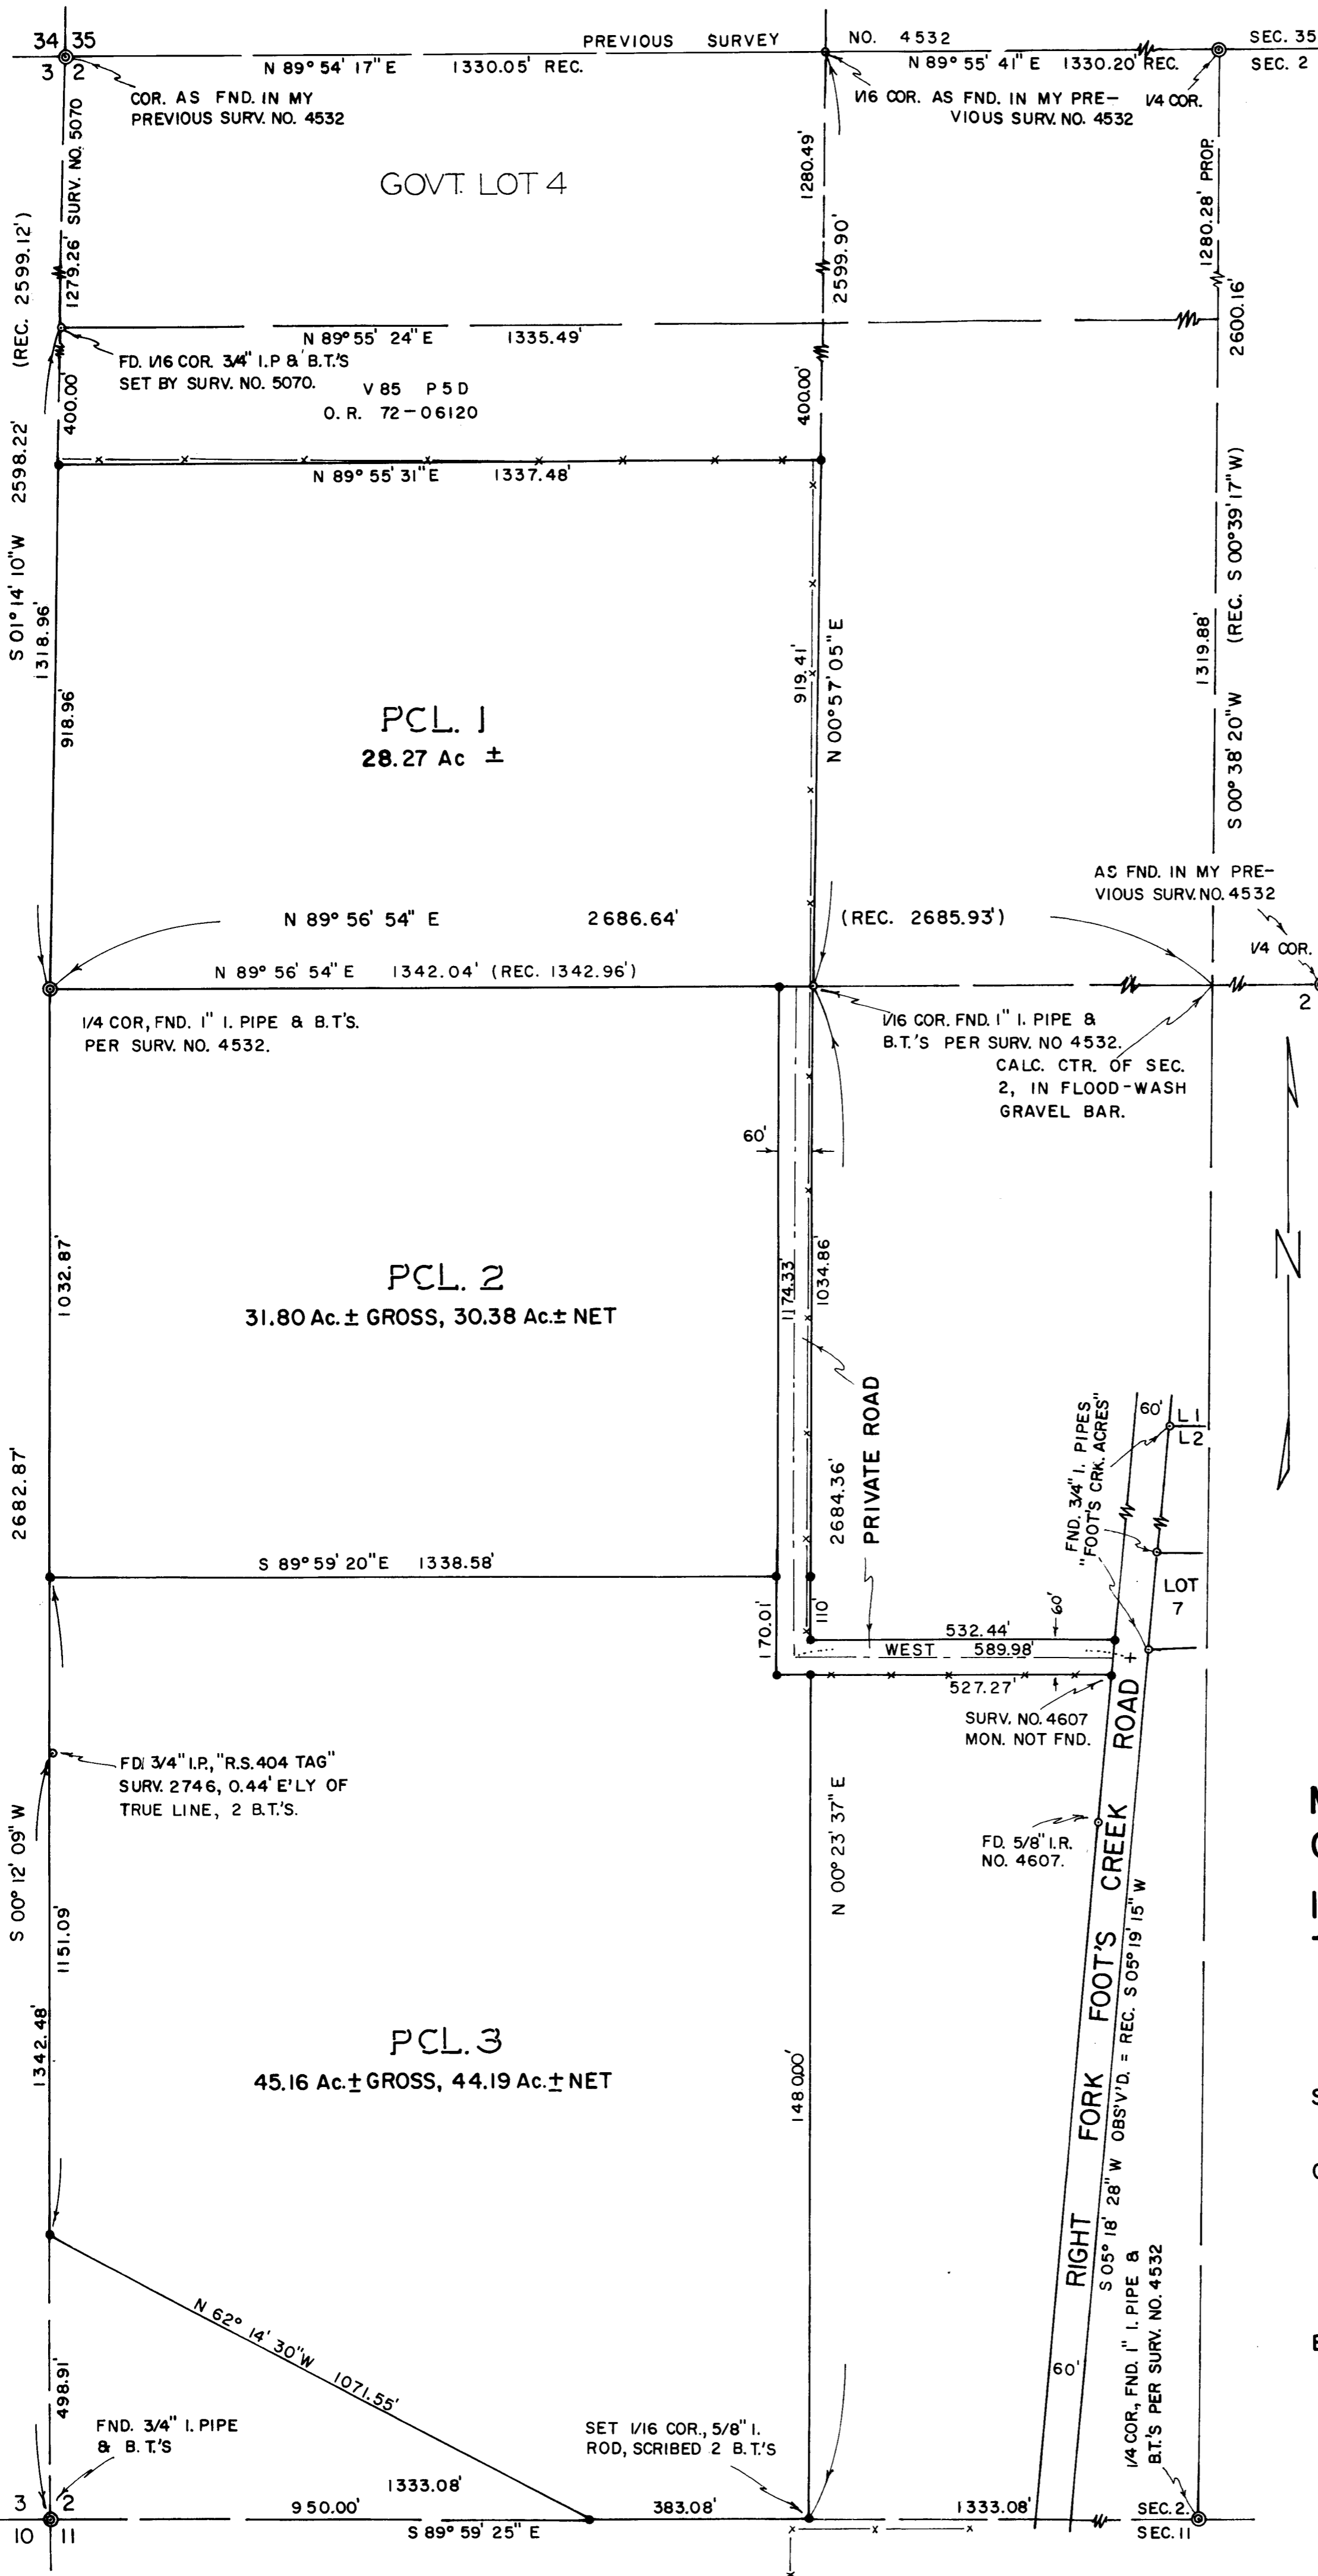 34 35
3 2
PREVIOUS SURVEY NO. 4532
SEC. 35
SEC. 2
N 89° 54' 17" E 1330.05' REC.
N 89° 55' 41" E 1330.20' REC.
COR. AS FND. IN MY
PREVIOUS SURV. NO. 4532
1/16 COR. AS FND. IN MY PRE-
VIOUS SURV. NO. 4532
1/4 COR.
1279.26' SURV. NO. 5070
GOVT. LOT 4
1280.49'
1280.28' PROP.
S 01° 14' 10" W 2598.22' (REC. 2599.12')
2599.90'
2600.16'
N 89° 55' 24" E 1335.49'
FD. 1/16 COR. 3/4" I.P & B.T.'S
SET BY SURV. NO. 5070.
V 85 P 5 D
O. R. 72-06120
400.00'
400.00'
N 89° 55' 31" E 1337.48'
1318.96'
918.96'
919.41'
N 00° 57' 05" E
1319.88'
S 00° 38' 20" W (REC. S 00° 39' 17" W)
PCL. 1
28.27 Ac ±
AS FND. IN MY PRE-
VIOUS SURV. NO. 4532
1/4 COR.
2
N 89° 56' 54" E 2686.64' (REC. 2685.93')
N 89° 56' 54" E 1342.04' (REC. 1342.96')
1/4 COR, FND. 1" I. PIPE & B.T'S.
PER SURV. NO. 4532.
1/16 COR. FND. 1" I. PIPE &
B.T.'S PER SURV. NO 4532.
CALC. CTR. OF SEC.
2, IN FLOOD-WASH
GRAVEL BAR.
N
60'
1032.87'
1174.33'
1034.86'
PCL. 2
31.80 Ac.± GROSS, 30.38 Ac.± NET
PRIVATE ROAD
2682.87'
2684.36'
FND. 3/4" I. PIPES
"FOOT'S CRK. ACRES"
60'
L1
L2
LOT
7
S 89° 59' 20" E 1338.58'
170.01'
110'
532.44'
60'
WEST 589.98'
527.27'
SURV. NO. 4607
MON. NOT FND.
FD. 3/4" I.P., "R.S. 404 TAG"
SURV. 2746, 0.44' E'LY OF
TRUE LINE, 2 B.T.'S.
FD. 5/8" I.R.
NO. 4607.
S 00° 12' 09" W
1151.09'
1342.48'
N 00° 23' 37" E
1480.00'
PCL. 3
45.16 Ac.± GROSS, 44.19 Ac.± NET
RIGHT FORK FOOT'S CREEK ROAD
S 05° 18' 28" W OBS'V'D. = REC. S 05° 19' 15" W
60'
1/4 COR., FND. 1" I. PIPE &
B.T.'S PER SURV. NO. 4532
N 62° 14' 30" W 1071.55'
498.91'
FND. 3/4" I. PIPE
& B. T.'S
SET 1/16 COR., 5/8" I.
ROD, SCRIBED 2 B.T.'S
1333.08'
3 2
10 11
950.00'
383.08'
1333.08'
S 89° 59' 25" E
SEC. 2.
SEC. 11